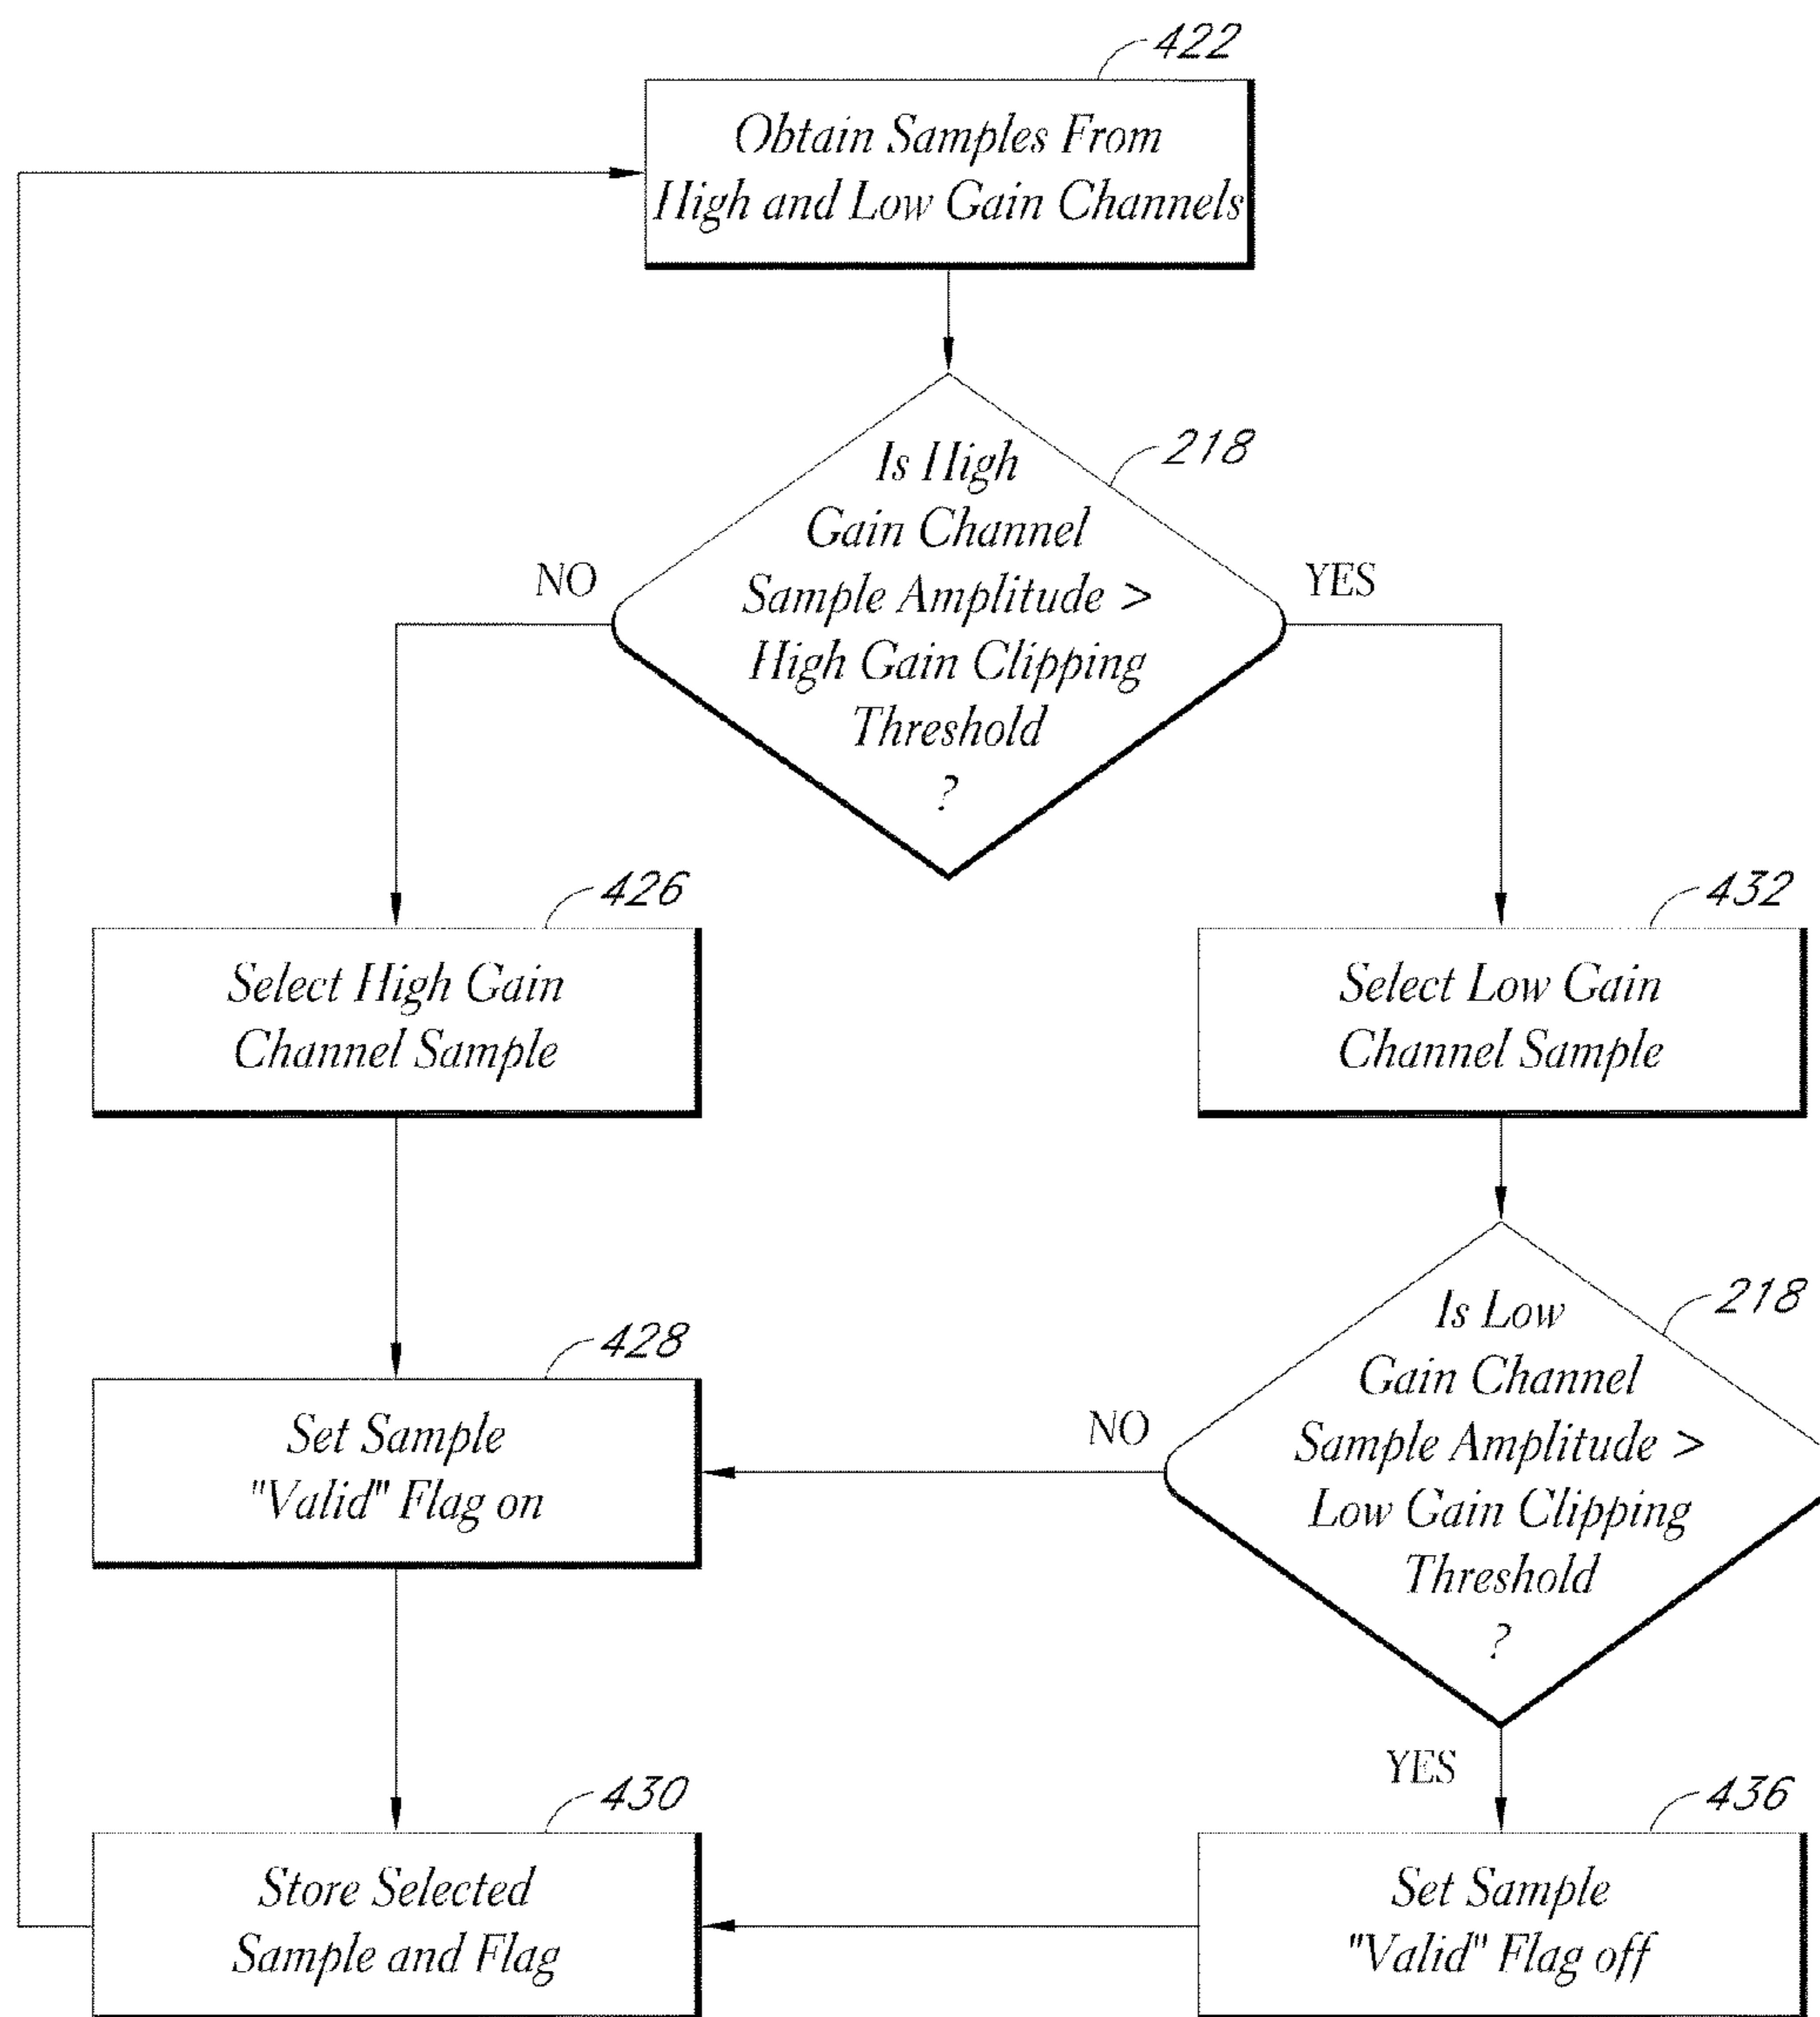 422
Obtain Samples From
High and Low Gain Channels
218
Is High
Gain Channel
Sample Amplitude >
High Gain Clipping
Threshold
?
NO
YES
426
Select High Gain
Channel Sample
432
Select Low Gain
Channel Sample
428
Set Sample
"Valid" Flag on
218
Is Low
Gain Channel
Sample Amplitude >
Low Gain Clipping
Threshold
?
NO
YES
430
Store Selected
Sample and Flag
436
Set Sample
"Valid" Flag off